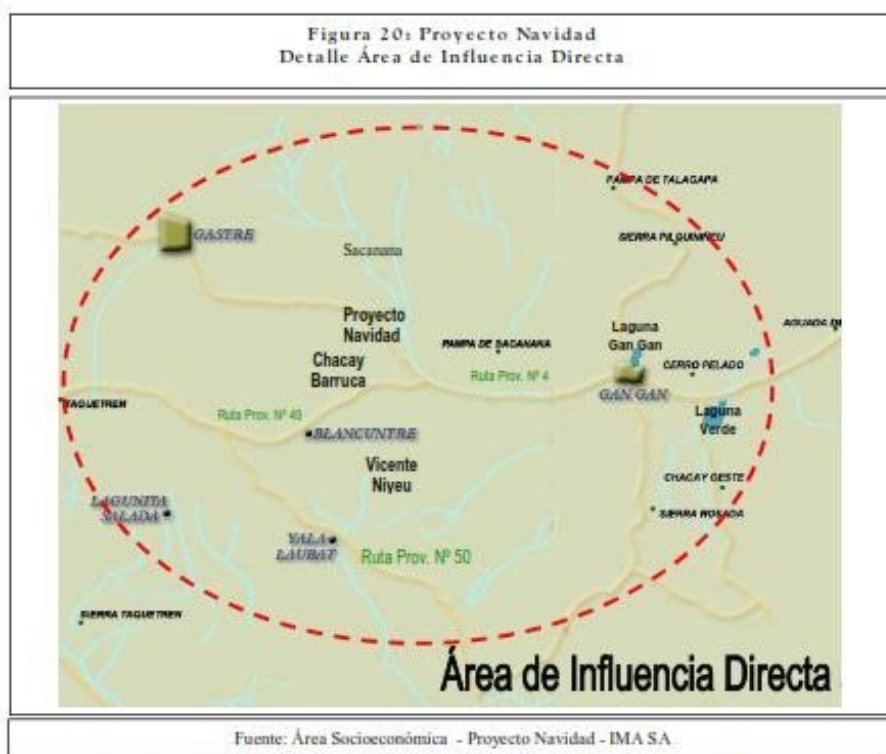 Figura 20: Proyecto Navidad
Detalle Área de Influencia Directa
PAMPA DE TALAGAPA
GASTRE
SIERRA PILQUINIÑEU
Sacanana
Proyecto
Navidad
Laguna
Gan Gan
AGUADA DE
PAMPA DE SACANANA
Chacay
Barruca
CERRO PELADO
Ruta Prov. Nº 4
GAN GAN
TAQUETREN
Ruta Prov. Nº 49
Laguna
Verde
BLANCUNTRE
Vicente
Niyeu
CHACAY OESTE
LAGUNITA
SALADA
SIERRA ROSADA
YALA
LAUBAT
Ruta Prov. Nº 50
SIERRA TAQUETREN
Área de Influencia Directa
Fuente: Área Socioeconómica - Proyecto Navidad - IMA SA